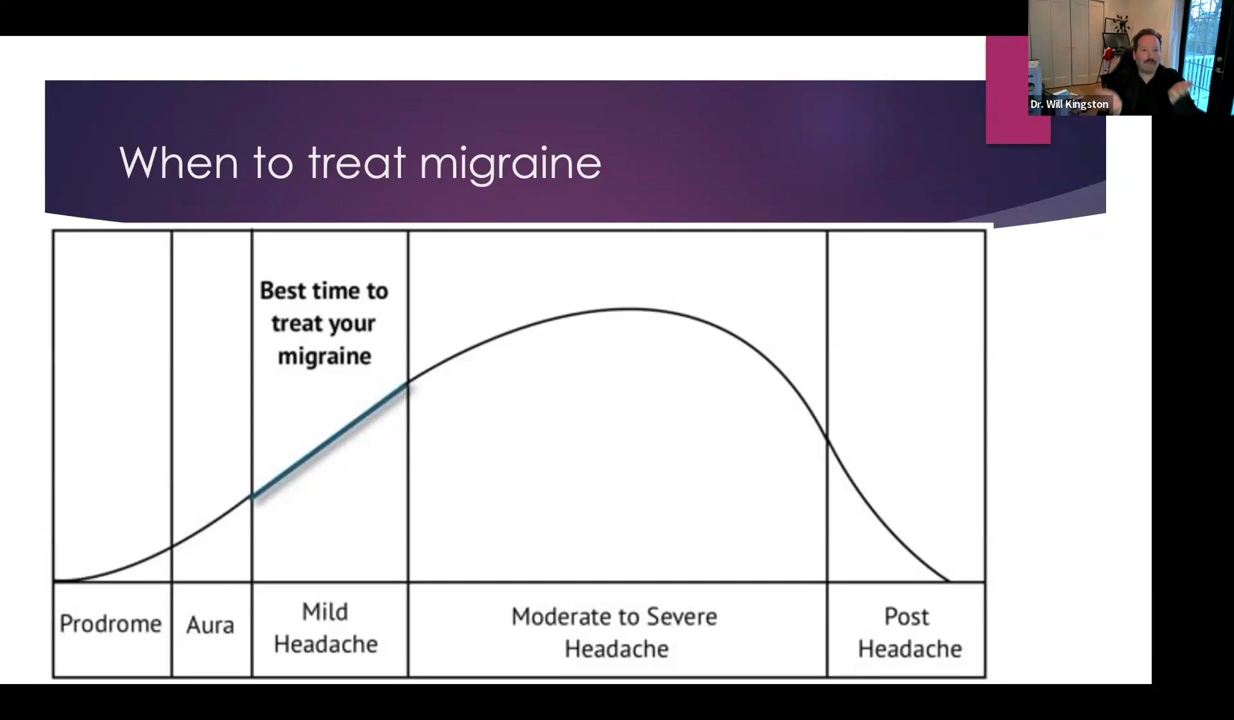 Dr. Will Kingston
When to treat migraine
Best time to
treat your
migraine
Prodrome
Aura
Mild
Headache
Moderate to Severe
Headache
Post
Headache